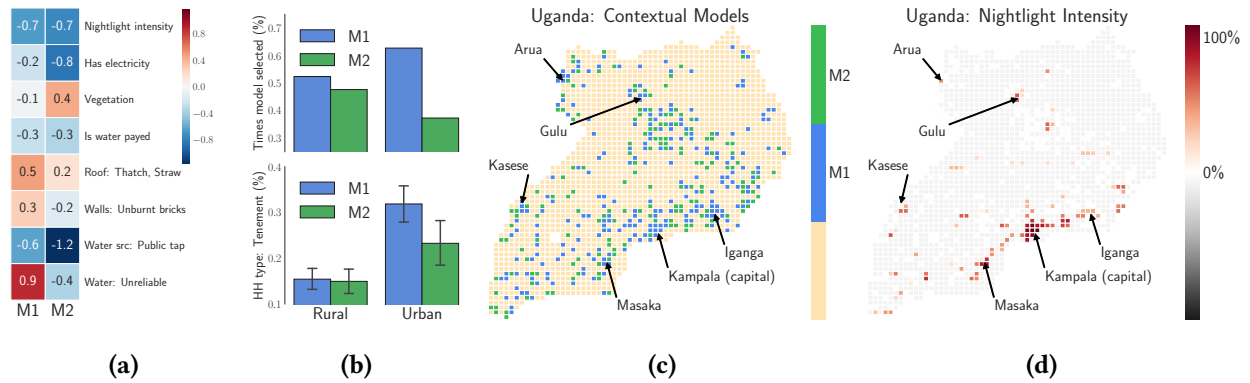 -0.7 -0.7 Nightlight intensity
-0.2 -0.8 Has electricity
-0.1 0.4 Vegetation
-0.3 -0.3 Is water payed
0.5 0.2 Roof: Thatch, Straw
0.3 -0.2 Walls: Unburnt bricks
-0.6 -1.2 Water src: Public tap
0.9 -0.4 Water: Unreliable
M1 M2
0.8
0.4
0.0
−0.4
−0.8
(a)
Times model selected (%)
0.7
0.6
0.5
0.4
0.3
M1
M2
HH type: Tenement (%)
0.4
0.3
0.2
0.1
M1
M2
Rural Urban
(b)
Uganda: Contextual Models
Arua
Gulu
Kasese
Iganga
Kampala (capital)
Masaka
M2
M1
(c)
Uganda: Nightlight Intensity
Arua
Gulu
Kasese
Iganga
Kampala (capital)
Masaka
100%
0%
(d)